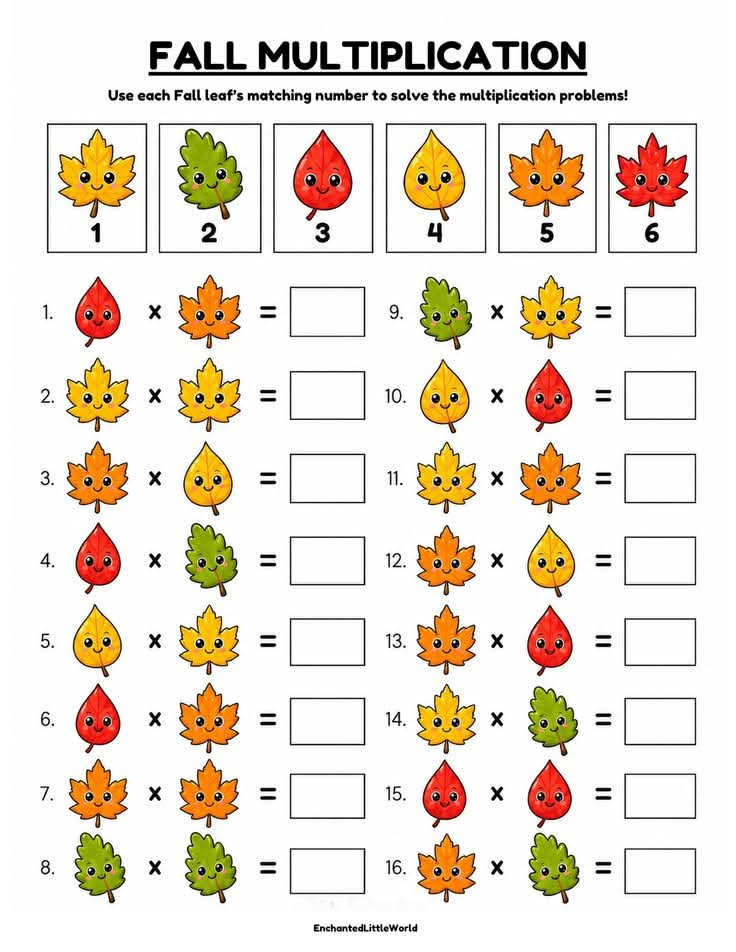 FALL MULTIPLICATION
Use each Fall leaf's matching number to solve the multiplication problems!
1 2 3 4 5 6
1. x = 9. x =
2. x = 10. x =
3. x = 11. x =
4. x = 12. x =
5. x = 13. x =
6. x = 14. x =
7. x = 15. x =
8. x = 16. x =
EnchantedLittleWorld